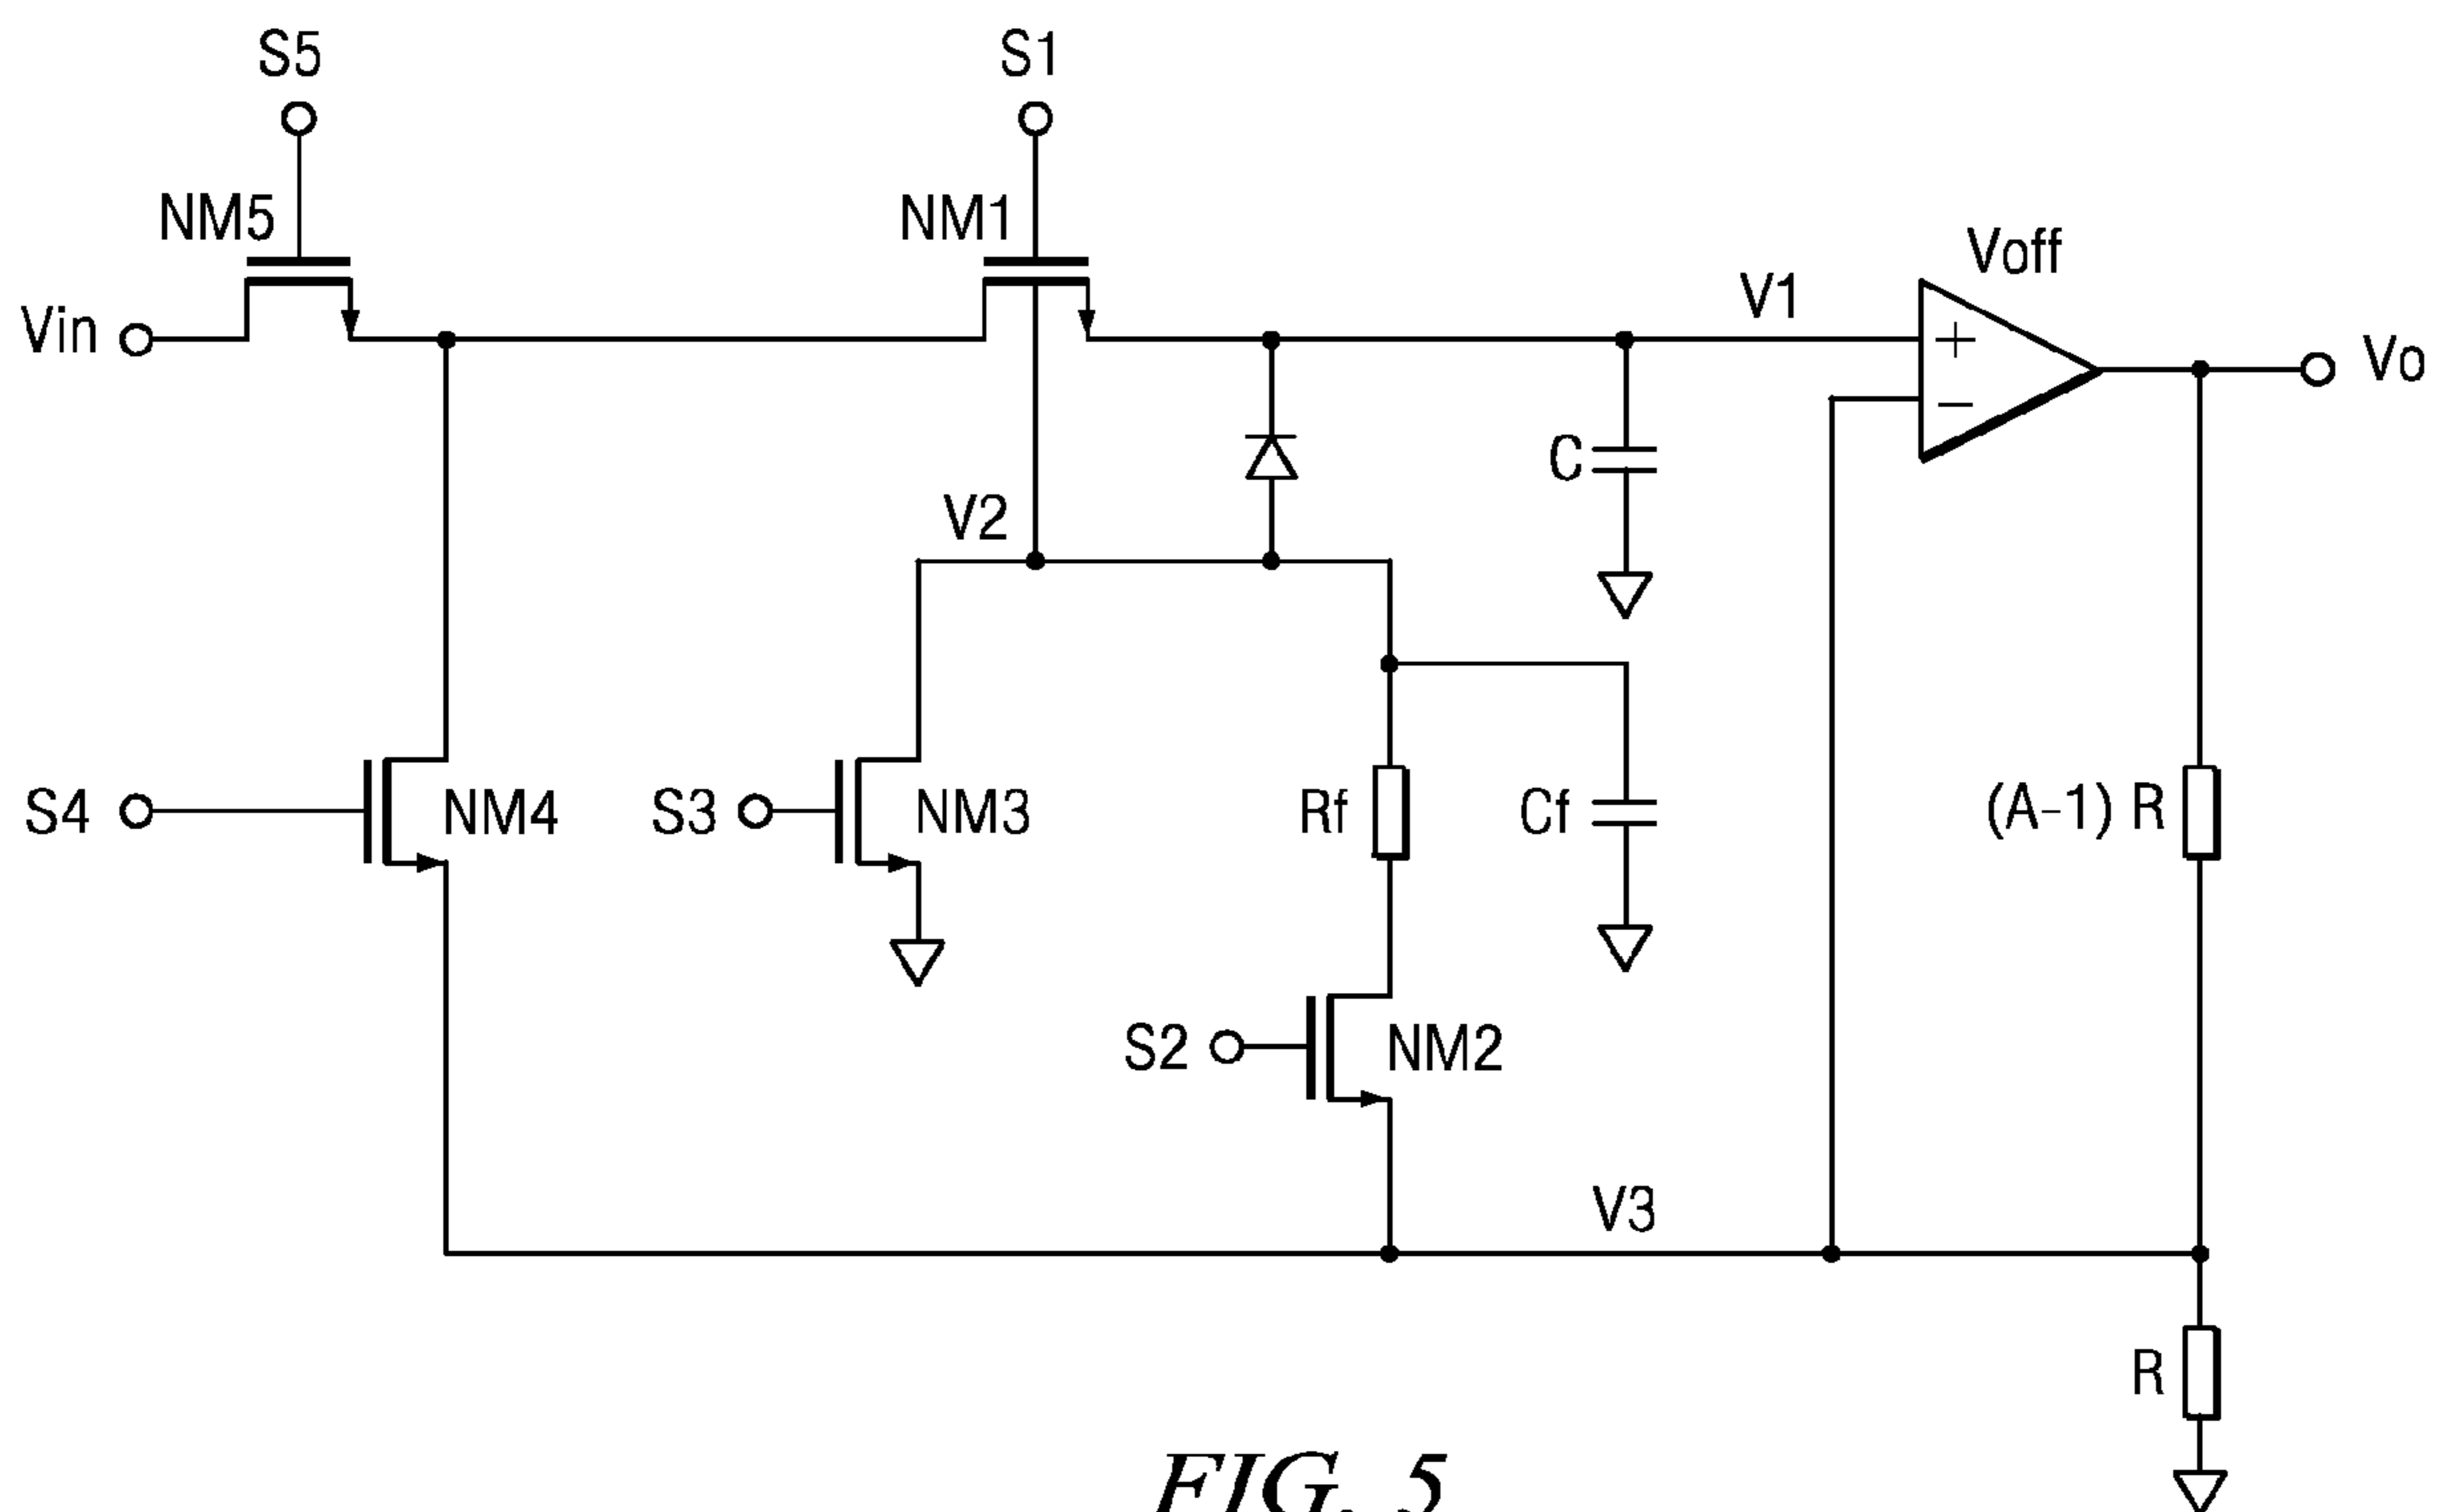 S5
S1
NM5
NM1
Voff
Vin
V1
+
Vo
−
C
V2
S4
NM4
S3
NM3
Rf
Cf
(A-1) R
S2
NM2
V3
R
FIG. 5